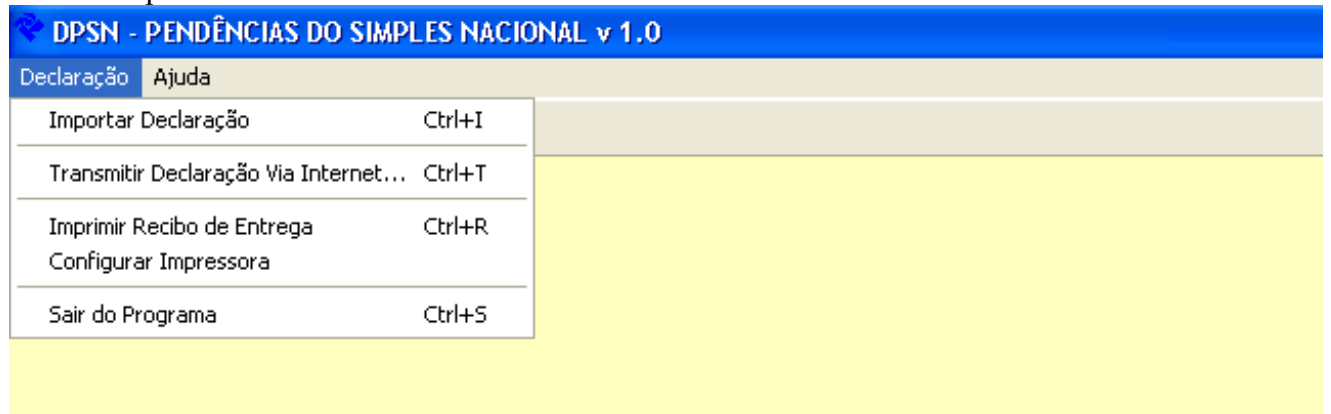 DPSN - PENDÊNCIAS DO SIMPLES NACIONAL v 1.0
Declaração Ajuda
Importar Declaração Ctrl+I
Transmitir Declaração Via Internet... Ctrl+T
Imprimir Recibo de Entrega Ctrl+R
Configurar Impressora
Sair do Programa Ctrl+S